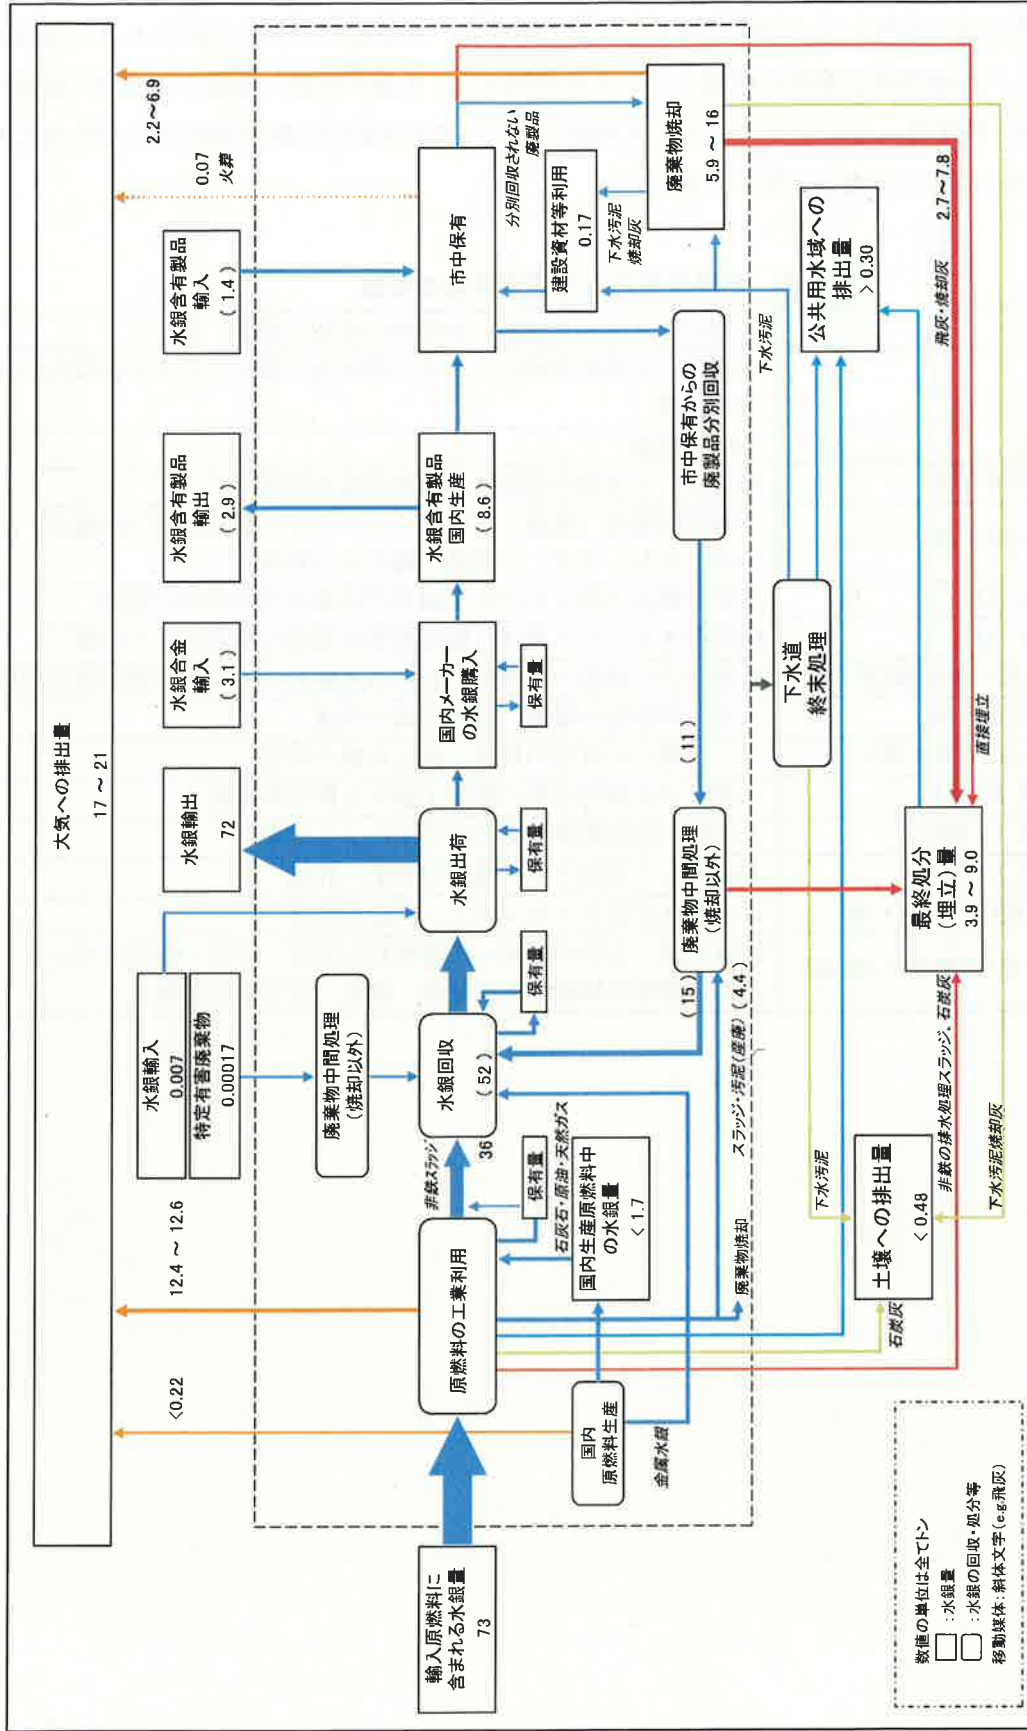 大気への排出量
17 ～ 21
<0.22
12.4 ～ 12.6
0.07
火葬
2.2～6.9
水銀輸入
0.007
特定有害廃棄物
0.00017
水銀輸出
72
水銀合金
輸入
( 3.1 )
水銀含有製品
輸出
( 2.9 )
水銀含有製品
輸入
( 1.4 )
廃棄物中間処理
(焼却以外)
輸入原燃料に
含まれる水銀量
73
原燃料の工業利用
非鉄スラッジ
36
水銀回収
( 52 )
水銀出荷
国内メーカー
の水銀購入
水銀含有製品
国内生産
( 8.6 )
市中保有
保有量
保有量
保有量
保有量
分別回収されない
廃製品
建設資材等利用
0.17
下水汚泥
焼却灰
廃棄物焼却
5.9 ～ 16
国内
原燃料生産
石灰石・原油・天然ガス
国内生産原燃料中
の水銀量
< 1.7
金属水銀
廃棄物焼却
スラッジ・汚泥(産廃) ( 4.4 )
( 15 )
廃棄物中間処理
(焼却以外)
( 11 )
市中保有からの
廃製品分別回収
下水汚泥
下水道
終末処理
下水汚泥
公共用水域への
排出量
> 0.30
石炭灰
土壌への排出量
< 0.48
非鉄の排水処理スラッジ、石炭灰
最終処分
(埋立)量
3.9 ～ 9.0
飛灰・焼却灰
2.7～7.8
直接埋立
下水汚泥焼却灰
数値の単位は全てトン
:水銀量
:水銀の回収・処分等
移動媒体:斜体文字(e.g.飛灰)